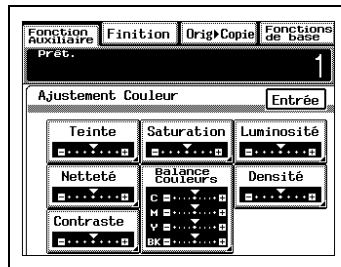 Fonction Auxiliaire Finition Orig▶Copie Fonctions de base
Prêt.
1
Ajustement Couleur Entrée
Teinte Saturation Luminosité
Netteté Balance Couleurs Densité
C
M
Y
BK
Contraste